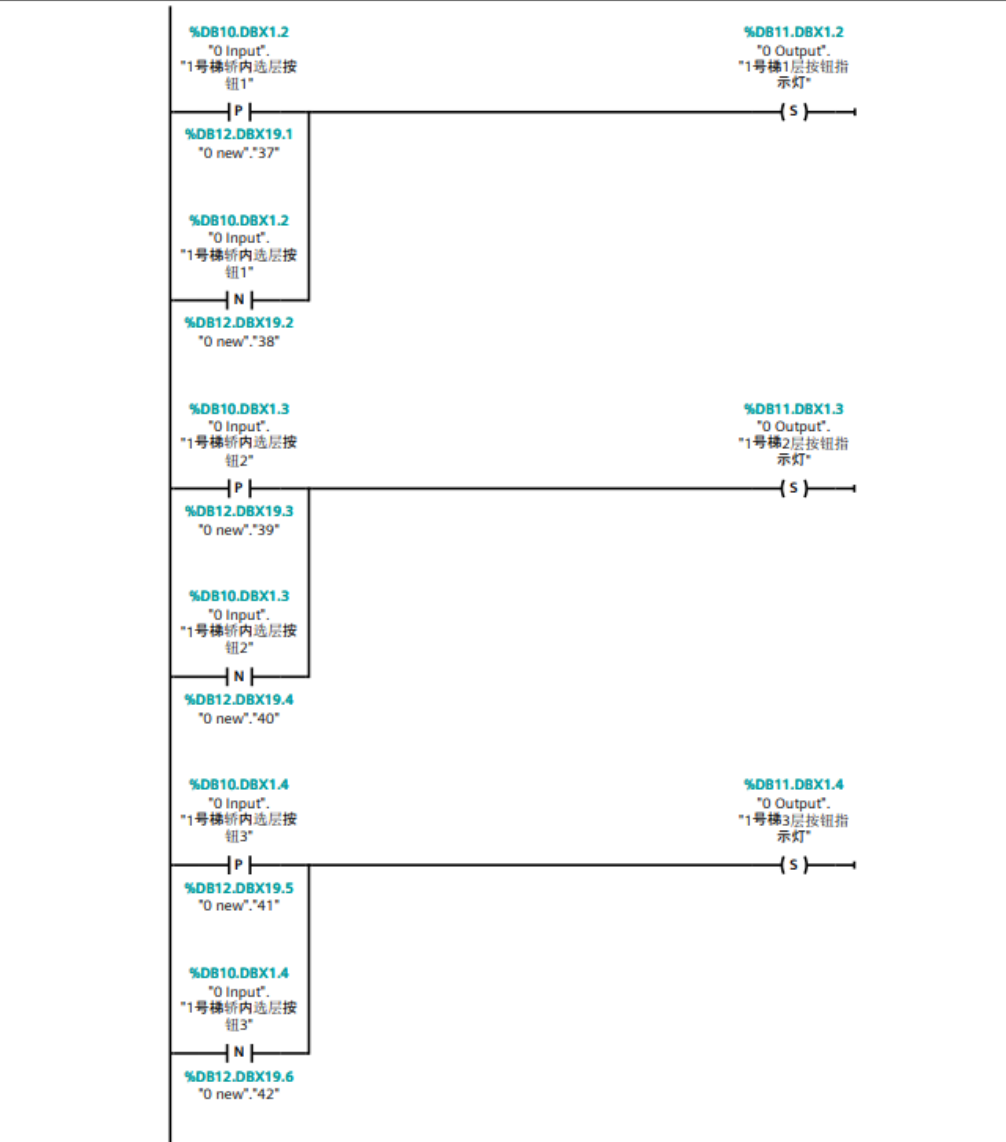 %DB10.DBX1.2
"0 Input".
"1号梯轿内选层按
钮1"
P
%DB12.DBX19.1
"0 new"."37"
%DB11.DBX1.2
"0 Output".
"1号梯1层按钮指
示灯"
S
%DB10.DBX1.2
"0 Input".
"1号梯轿内选层按
钮1"
N
%DB12.DBX19.2
"0 new"."38"
%DB10.DBX1.3
"0 Input".
"1号梯轿内选层按
钮2"
P
%DB12.DBX19.3
"0 new"."39"
%DB11.DBX1.3
"0 Output".
"1号梯2层按钮指
示灯"
S
%DB10.DBX1.3
"0 Input".
"1号梯轿内选层按
钮2"
N
%DB12.DBX19.4
"0 new"."40"
%DB10.DBX1.4
"0 Input".
"1号梯轿内选层按
钮3"
P
%DB12.DBX19.5
"0 new"."41"
%DB11.DBX1.4
"0 Output".
"1号梯3层按钮指
示灯"
S
%DB10.DBX1.4
"0 Input".
"1号梯轿内选层按
钮3"
N
%DB12.DBX19.6
"0 new"."42"